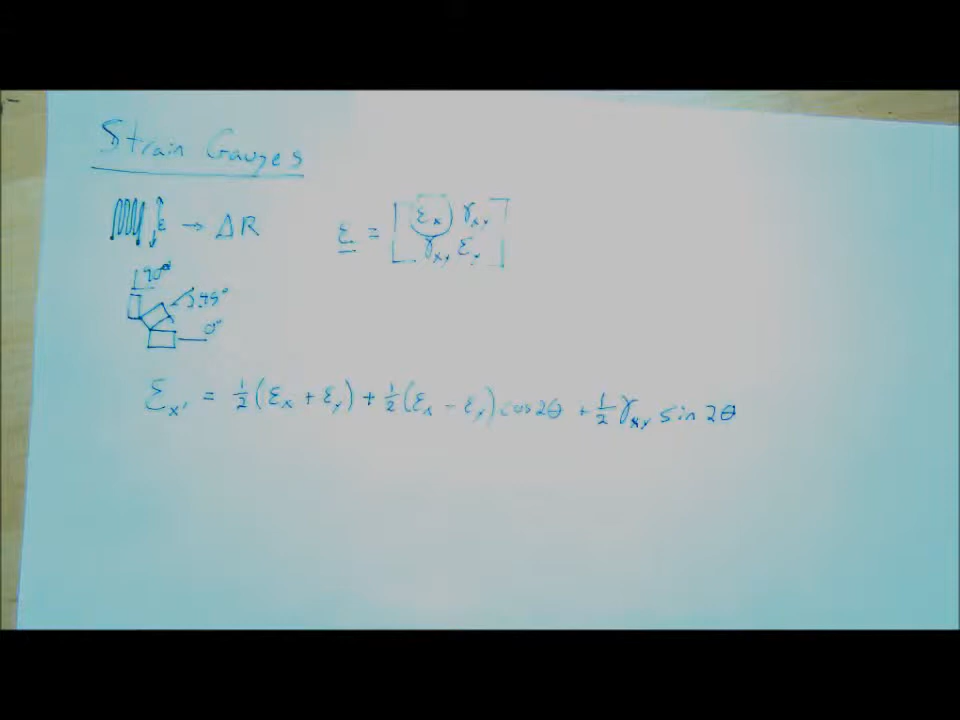 Strain Gauges
ε → ΔR
ε = [ εx γxy
γxy εy ]
90°
45°
0°
εx' = 1/2 (εx + εy) + 1/2 (εx - εy) cos 2θ + 1/2 γxy sin 2θ